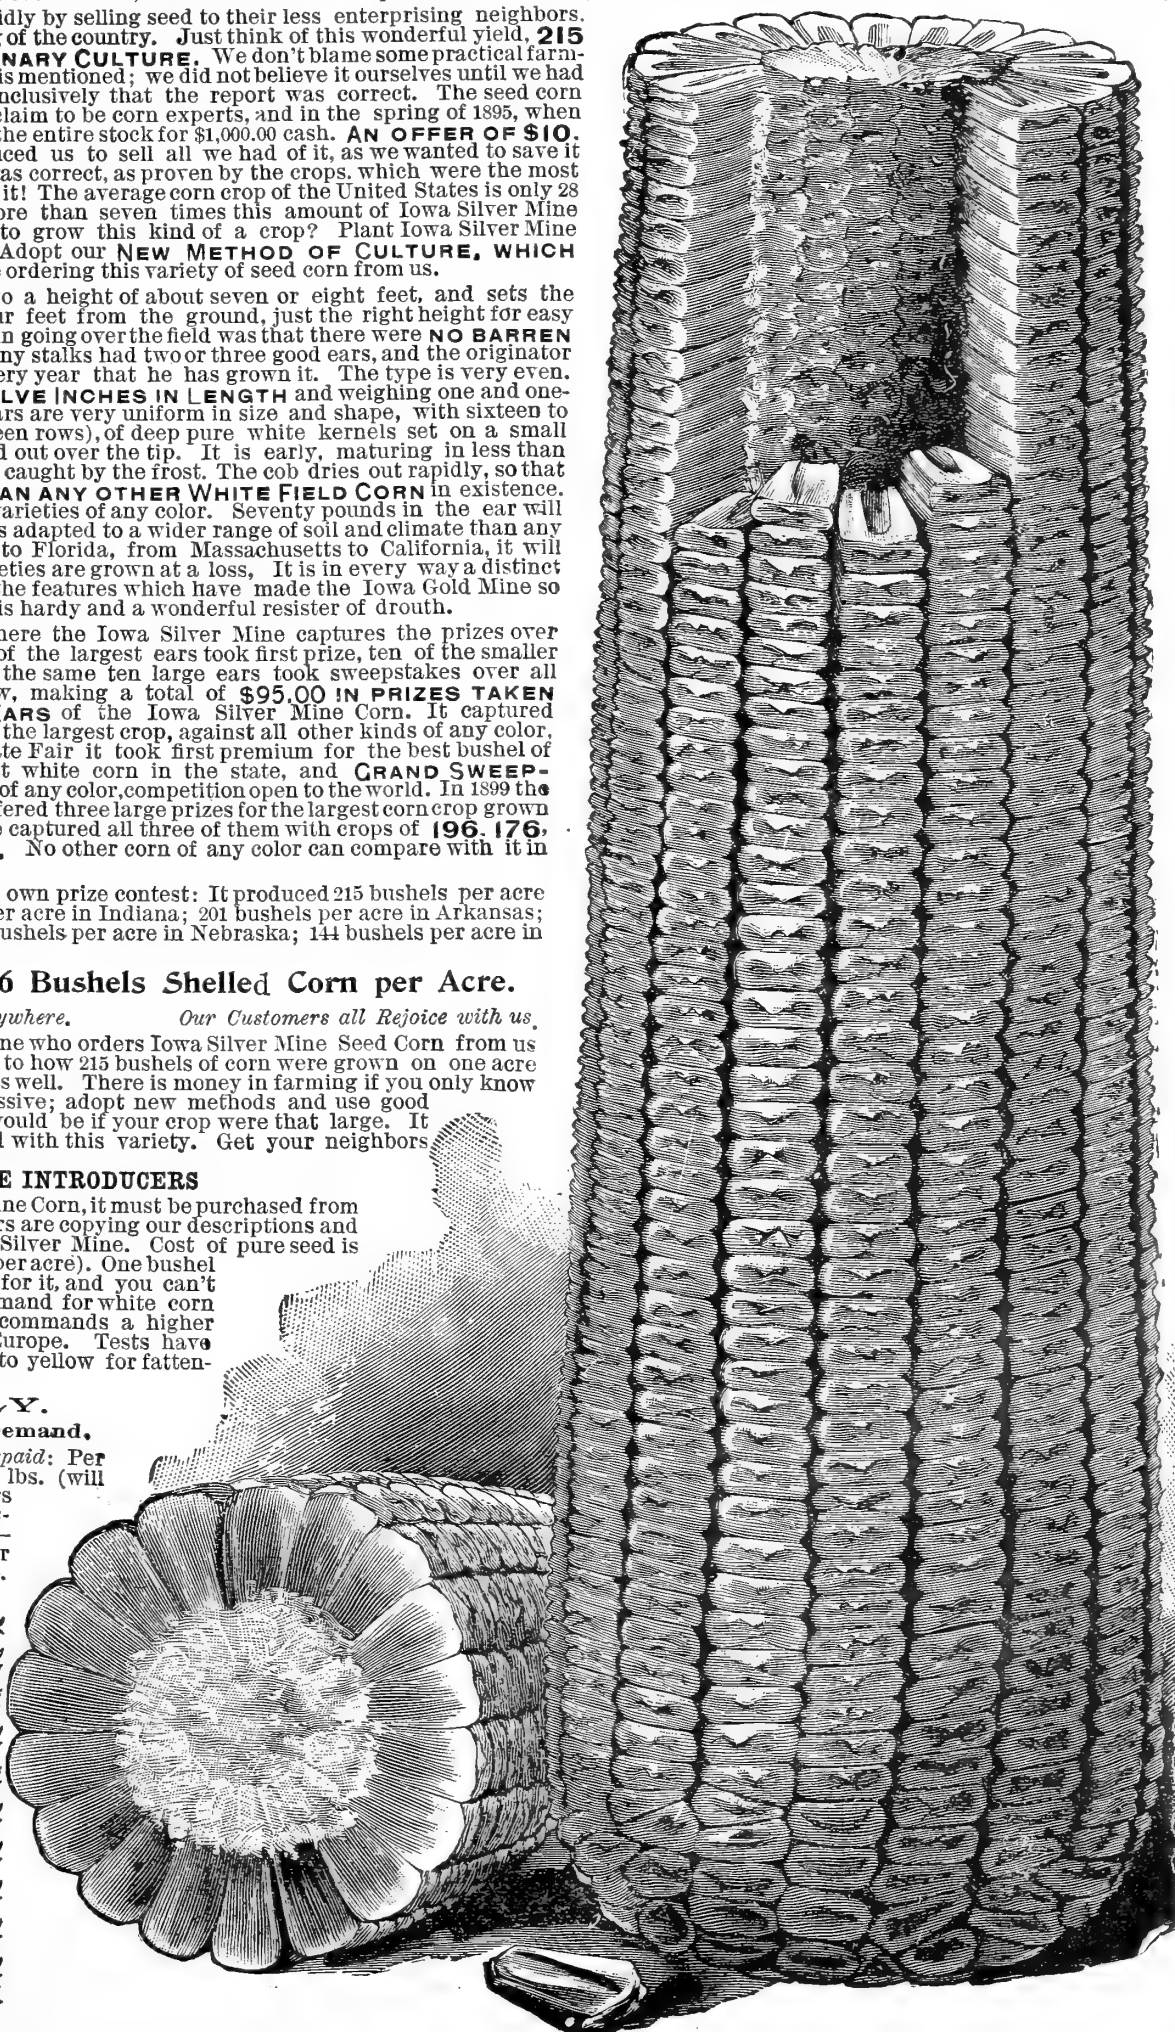 idly by selling seed to their less enterprising neighbors.
of the country. Just think of this wonderful yield, 215
NARY CULTURE. We don't blame some practical farm-
is mentioned; we did not believe it ourselves until we had
nclusively that the report was correct. The seed corn
claim to be corn experts, and in the spring of 1895, when
he entire stock for $1,000.00 cash. AN OFFER OF $10.
ced us to sell all we had of it, as we wanted to save it
as correct, as proven by the crops. which were the most
it! The average corn crop of the United States is only 28
ore than seven times this amount of Iowa Silver Mine
to grow this kind of a crop? Plant Iowa Silver Mine
Adopt our NEW METHOD OF CULTURE, WHICH
ordering this variety of seed corn from us.
o a height of about seven or eight feet, and sets the
ur feet from the ground, just the right height for easy
n going over the field was that there were NO BARREN
ny stalks had two or three good ears, and the originator
ery year that he has grown it. The type is very even.
LVE INCHES IN LENGTH and weighing one and one-
rs are very uniform in size and shape, with sixteen to
een rows), of deep pure white kernels set on a small
d out over the tip. It is early, maturing in less than
caught by the frost. The cob dries out rapidly, so that
AN ANY OTHER WHITE FIELD CORN in existence.
varieties of any color. Seventy pounds in the ear will
s adapted to a wider range of soil and climate than any
to Florida, from Massachusetts to California, it will
eties are grown at a loss, It is in every way a distinct
he features which have made the Iowa Gold Mine so
is hardy and a wonderful resister of drouth.
here the Iowa Silver Mine captures the prizes over
of the largest ears took first prize, ten of the smaller
the same ten large ears took sweepstakes over all
w, making a total of $95.00 IN PRIZES TAKEN
ARS of the Iowa Silver Mine Corn. It captured
the largest crop, against all other kinds of any color,
te Fair it took first premium for the best bushel of
t white corn in the state, and GRAND SWEEP-
of any color, competition open to the world. In 1899 the
fered three large prizes for the largest corn crop grown
captured all three of them with crops of 196. 176,
. No other corn of any color can compare with it in
own prize contest: It produced 215 bushels per acre
er acre in Indiana; 201 bushels per acre in Arkansas;
ushels per acre in Nebraska; 144 bushels per acre in
6 Bushels Shelled Corn per Acre.
ywhere. Our Customers all Rejoice with us.
ne who orders Iowa Silver Mine Seed Corn from us
to how 215 bushels of corn were grown on one acre
s well. There is money in farming if you only know
ssive; adopt new methods and use good
ould be if your crop were that large. It
l with this variety. Get your neighbors
E INTRODUCERS
ne Corn, it must be purchased from
rs are copying our descriptions and
Silver Mine. Cost of pure seed is
per acre). One bushel
for it, and you can't
mand for white corn
commands a higher
Europe. Tests have
to yellow for fatten-
LY.
emand,
paid: Per
lbs. (will
s
r